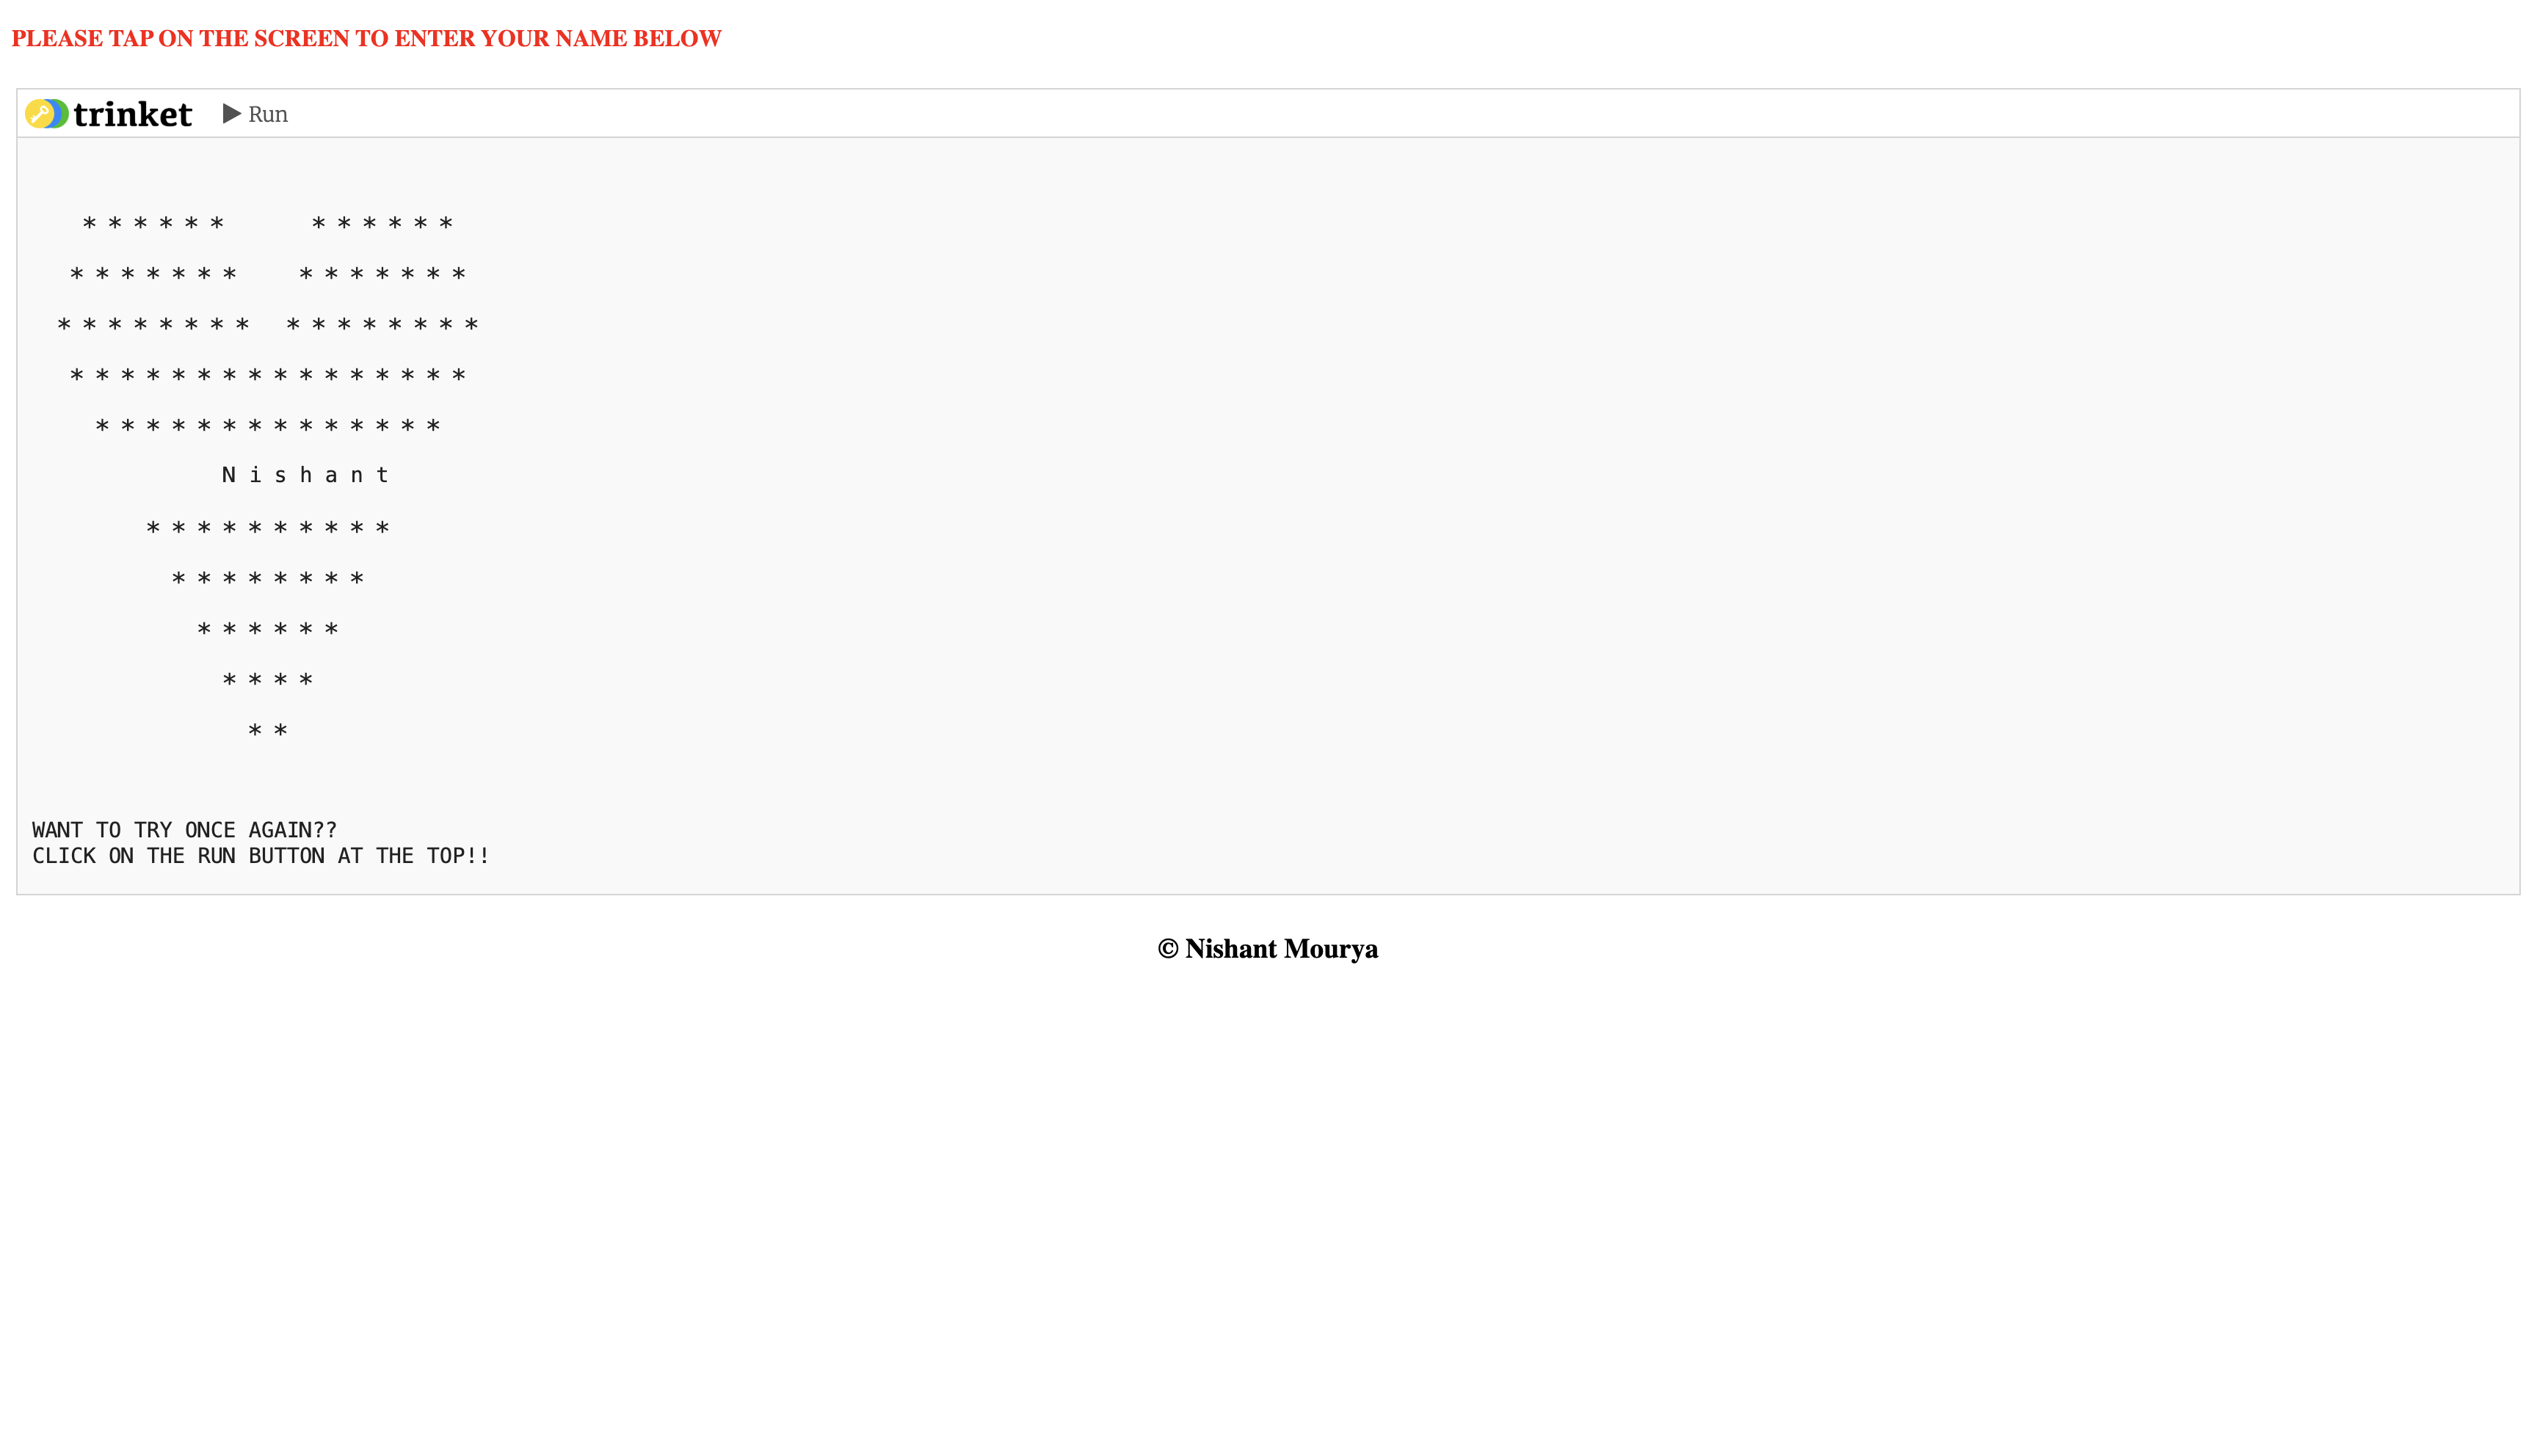 PLEASE TAP ON THE SCREEN TO ENTER YOUR NAME BELOW
trinket Run
* * * * * *       * * * * * *
* * * * * * *     * * * * * * *
* * * * * * * *   * * * * * * * *
* * * * * * * * * * * * * * * *
* * * * * * * * * * * * * *
N i s h a n t
* * * * * * * * * *
* * * * * * * *
* * * * * *
* * * *
* *
WANT TO TRY ONCE AGAIN??
CLICK ON THE RUN BUTTON AT THE TOP!!
© Nishant Mourya